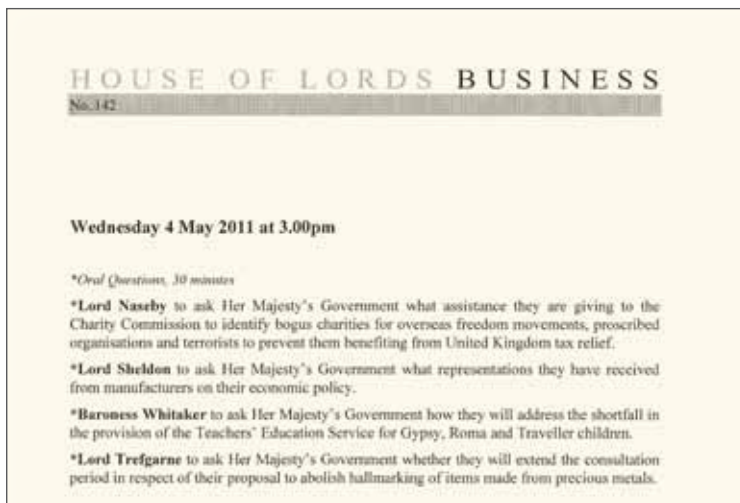 HOUSE OF LORDS BUSINESS
No. 142
Wednesday 4 May 2011 at 3.00pm
*Oral Questions, 30 minutes
*Lord Naseby to ask Her Majesty's Government what assistance they are giving to the
Charity Commission to identify bogus charities for overseas freedom movements, proscribed
organisations and terrorists to prevent them benefiting from United Kingdom tax relief.
*Lord Sheldon to ask Her Majesty's Government what representations they have received
from manufacturers on their economic policy.
*Baroness Whitaker to ask Her Majesty's Government how they will address the shortfall in
the provision of the Teachers' Education Service for Gypsy, Roma and Traveller children.
*Lord Trefgarne to ask Her Majesty's Government whether they will extend the consultation
period in respect of their proposal to abolish hallmarking of items made from precious metals.